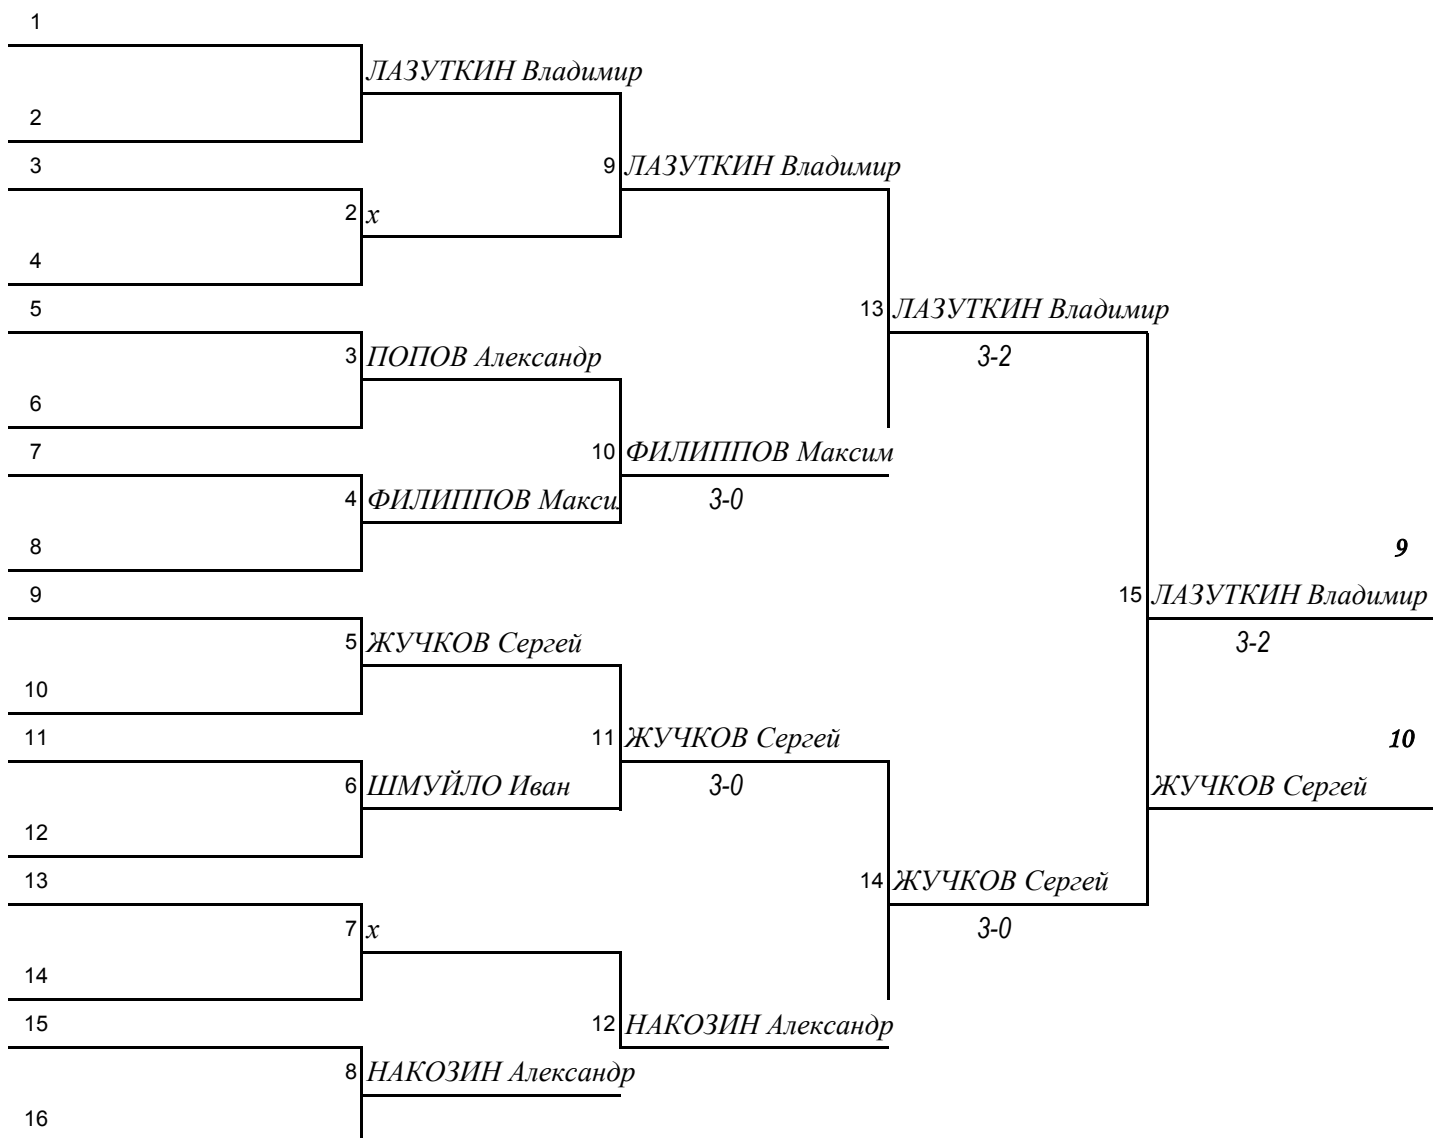 1
ЛАЗУТКИН Владимир
2
3
9 ЛАЗУТКИН Владимир
2 х
4
5
13 ЛАЗУТКИН Владимир
3 ПОПОВ Александр
3-2
6
7
10 ФИЛИППОВ Максим
4 ФИЛИППОВ Макси
3-0
8
9
9
15 ЛАЗУТКИН Владимир
5 ЖУЧКОВ Сергей
3-2
10
11
11 ЖУЧКОВ Сергей
10
6 ШМУЙЛО Иван
3-0
ЖУЧКОВ Сергей
12
13
14 ЖУЧКОВ Сергей
7 х
3-0
14
15
12 НАКОЗИН Александр
8 НАКОЗИН Александр
16